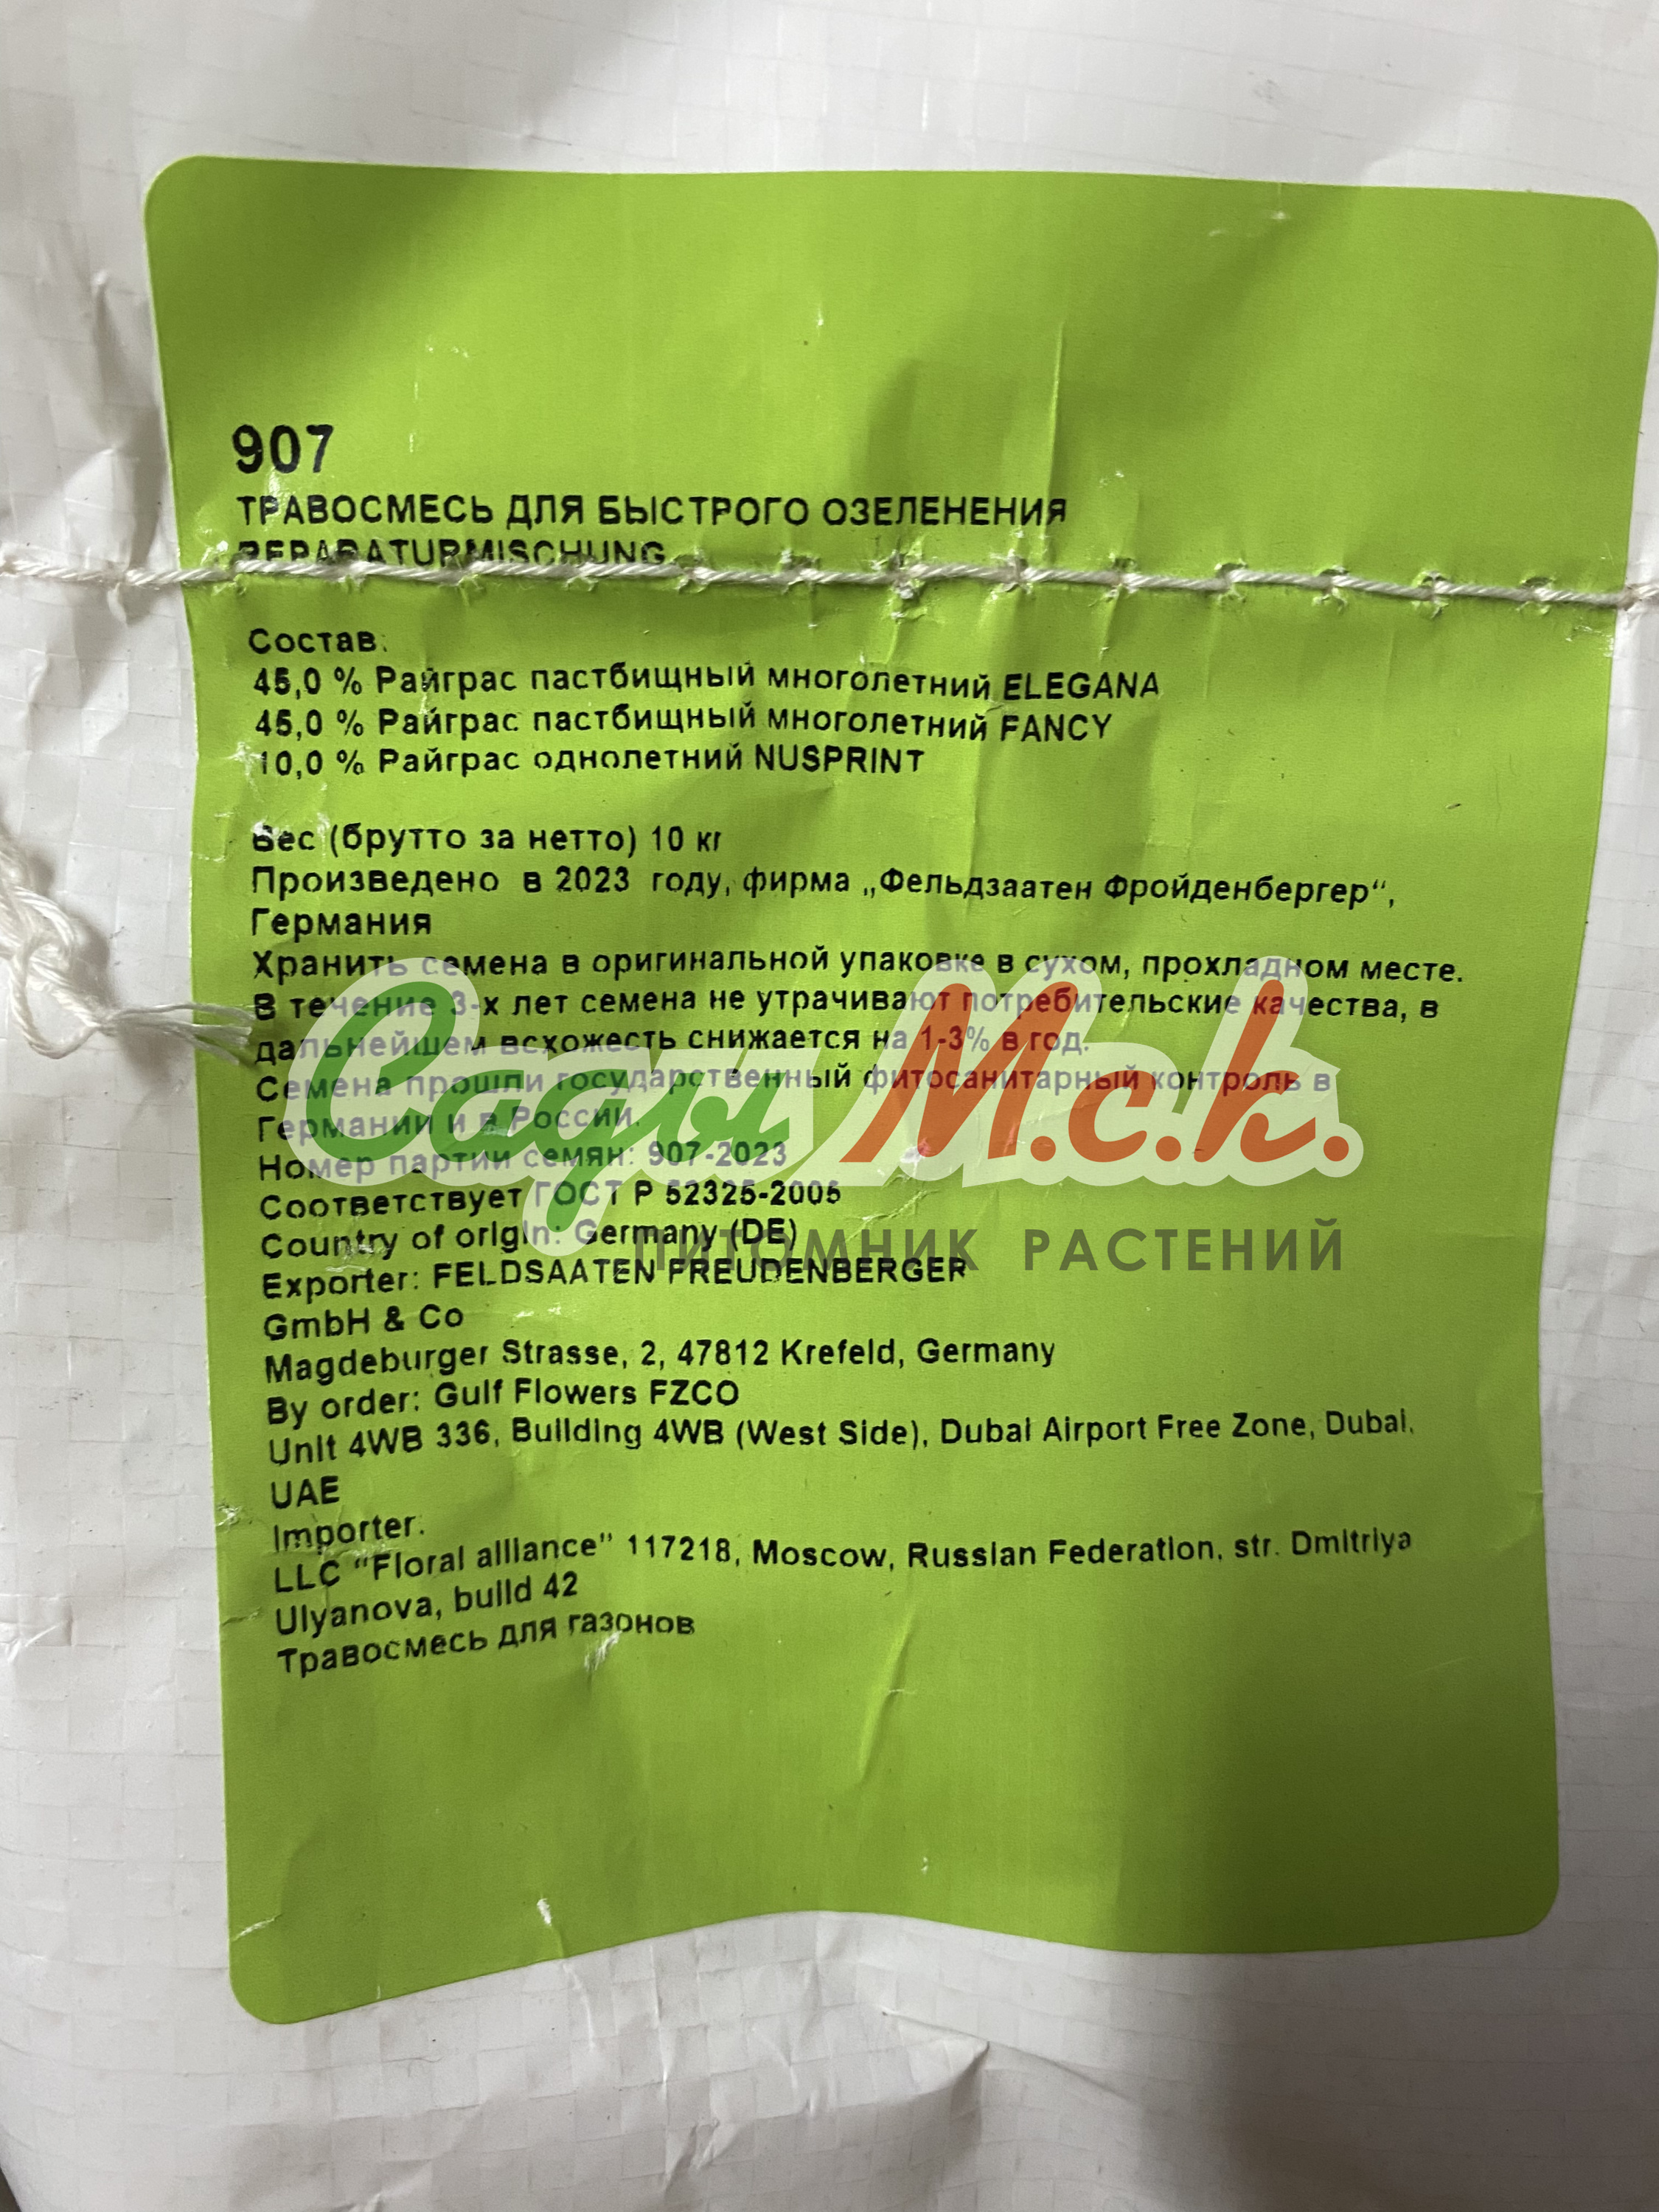 907
ТРАВОСМЕСЬ ДЛЯ БЫСТРОГО ОЗЕЛЕНЕНИЯ
REPARATURMISCHUNG
Состав:
45,0 % Райграс пастбищный многолетний ELEGANA
45,0 % Райграс пастбищный многолетний FANCY
10,0 % Райграс однолетний NUSPRINT
Вес (брутто за нетто) 10 кг
Произведено в 2023 году, фирма „Фельдзаатен Фройденбергер“,
Германия
Хранить семена в оригинальной упаковке в сухом, прохладном месте.
В течение 3-х лет семена не утрачивают потребительские качества, в
дальнейшем всхожесть снижается на 1-3% в год.
Семена прошли государственный фитосанитарный контроль в
Германии и в России.
Номер партии семян: 907-2023
Соответствует ГОСТ Р 52325-2005
Country of origin: Germany (DE)
Exporter: FELDSAATEN FREUDENBERGER
GmbH & Co
Magdeburger Strasse, 2, 47812 Krefeld, Germany
By order: Gulf Flowers FZCO
Unit 4WB 336, Building 4WB (West Side), Dubai Airport Free Zone, Dubai,
UAE
Importer:
LLC “Floral alliance” 117218, Moscow, Russian Federation, str. Dmitriya
Ulyanova, build 42
Травосмесь для газонов
Сады М.с.к.
ПИТОМНИК РАСТЕНИЙ